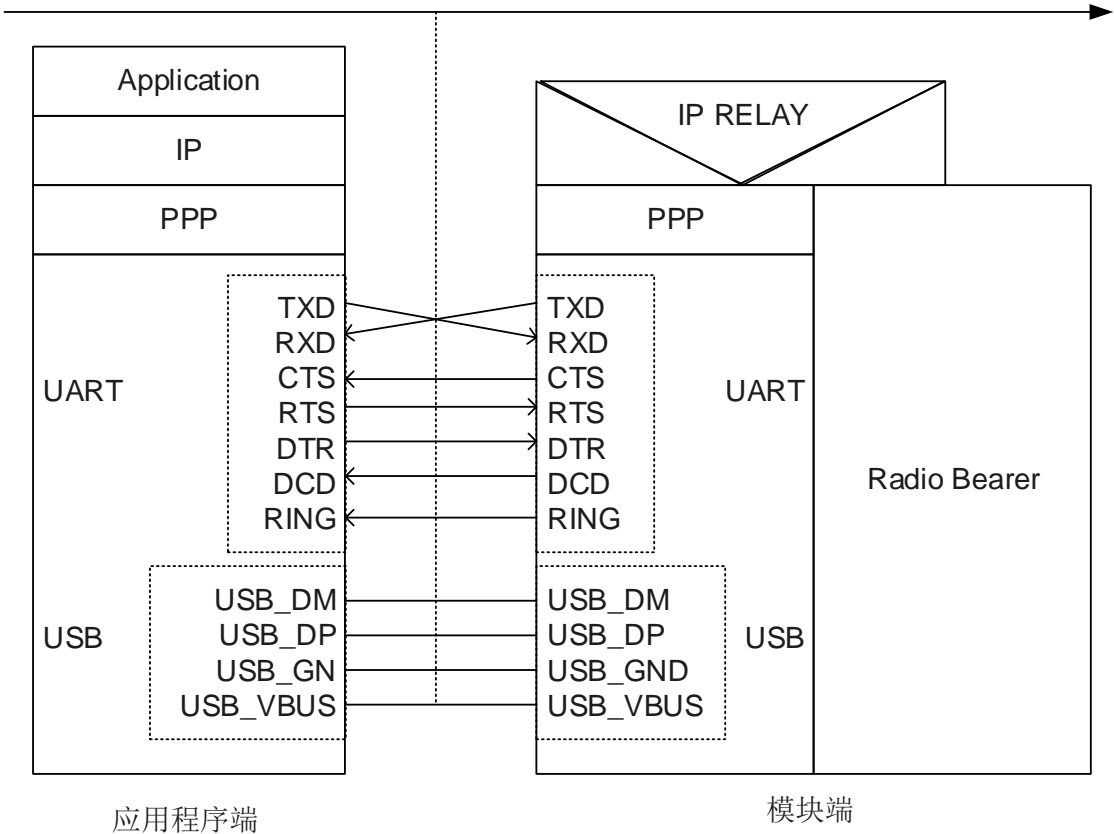 Application
IP
PPP
UART
TXD
RXD
CTS
RTS
DTR
DCD
RING
USB
USB_DM
USB_DP
USB_GN
USB_VBUS
应用程序端
IP RELAY
PPP
TXD
RXD
CTS
RTS
DTR
DCD
RING
UART
USB_DM
USB_DP
USB_GND
USB_VBUS
USB
Radio Bearer
模块端